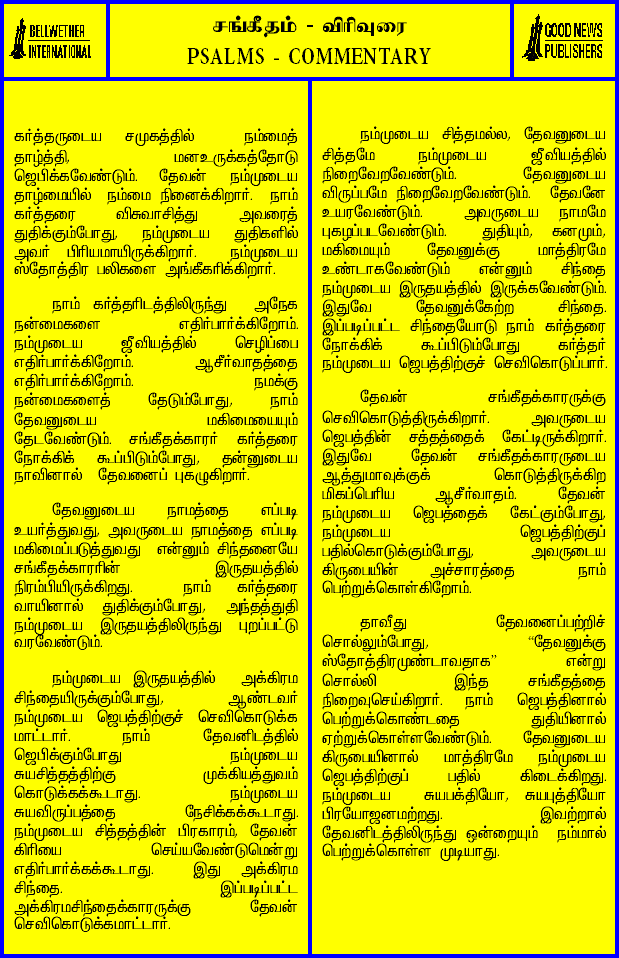 BELLWETHER
INTERNATIONAL
சங்கீதம் - விரிவுரை
PSALMS - COMMENTARY
GOOD NEWS
PUBLISHERS
கர்த்தருடைய சமுகத்தில் நம்மைத்
தாழ்த்தி, மனஉருக்கத்தோடு
ஜெபிக்கவேண்டும். தேவன் நம்முடைய
தாழ்மையில் நம்மை நினைக்கிறார். நாம்
கர்த்தரை விசுவாசித்து அவரைத்
துதிக்கும்போது, நம்முடைய துதிகளில்
அவர் பிரியமாயிருக்கிறார். நம்முடைய
ஸ்தோத்திர பலிகளை அங்கீகரிக்கிறார்.
நாம் கர்த்தரிடத்திலிருந்து அநேக
நன்மைகளை எதிர்பார்க்கிறோம்.
நம்முடைய ஜீவியத்தில் செழிப்பை
எதிர்பார்க்கிறோம். ஆசீர்வாதத்தை
எதிர்பார்க்கிறோம். நமக்கு
நன்மைகளைத் தேடும்போது, நாம்
தேவனுடைய மகிமையையும்
தேடவேண்டும். சங்கீதக்காரர் கர்த்தரை
நோக்கிக் கூப்பிடும்போது, தன்னுடைய
நாவினால் தேவனைப் புகழுகிறார்.
தேவனுடைய நாமத்தை எப்படி
உயர்த்துவது, அவருடைய நாமத்தை எப்படி
மகிமைப்படுத்துவது என்னும் சிந்தனையே
சங்கீதக்காரரின் இருதயத்தில்
நிரம்பியிருக்கிறது. நாம் கர்த்தரை
வாயினால் துதிக்கும்போது, அந்தத்துதி
நம்முடைய இருதயத்திலிருந்து புறப்பட்டு
வரவேண்டும்.
நம்முடைய இருதயத்தில் அக்கிரம
சிந்தையிருக்கும்போது, ஆண்டவர்
நம்முடைய ஜெபத்திற்குச் செவிகொடுக்க
மாட்டார். நாம் தேவனிடத்தில்
ஜெபிக்கும்போது நம்முடைய
சுயசித்தத்திற்கு முக்கியத்துவம்
கொடுக்கக்கூடாது. நம்முடைய
சுயவிருப்பத்தை நேசிக்கக்கூடாது.
நம்முடைய சித்தத்தின் பிரகாரம், தேவன்
கிரியை செய்யவேண்டுமென்று
எதிர்பார்க்கக்கூடாது. இது அக்கிரம
சிந்தை. இப்படிப்பட்ட
அக்கிரமசிந்தைக்காரருக்கு தேவன்
செவிகொடுக்கமாட்டார்.
நம்முடைய சித்தமல்ல, தேவனுடைய
சித்தமே நம்முடைய ஜீவியத்தில்
நிறைவேறவேண்டும். தேவனுடைய
விருப்பமே நிறைவேறவேண்டும். தேவனே
உயரவேண்டும். அவருடைய நாமமே
புகழப்படவேண்டும். துதியும், கனமும்,
மகிமையும் தேவனுக்கு மாத்திரமே
உண்டாகவேண்டும் என்னும் சிந்தை
நம்முடைய இருதயத்தில் இருக்கவேண்டும்.
இதுவே தேவனுக்கேற்ற சிந்தை.
இப்படிப்பட்ட சிந்தையோடு நாம் கர்த்தரை
நோக்கிக் கூப்பிடும்போது கர்த்தர்
நம்முடைய ஜெபத்திற்குச் செவிகொடுப்பார்.
தேவன் சங்கீதக்காரருக்கு
செவிகொடுத்திருக்கிறார். அவருடைய
ஜெபத்தின் சத்தத்தைக் கேட்டிருக்கிறார்.
இதுவே தேவன் சங்கீதக்காரருடைய
ஆத்துமாவுக்குக் கொடுத்திருக்கிற
மிகப்பெரிய ஆசீர்வாதம். தேவன்
நம்முடைய ஜெபத்தைக் கேட்கும்போது,
நம்முடைய ஜெபத்திற்குப்
பதில்கொடுக்கும்போது, அவருடைய
கிருபையின் அச்சாரத்தை நாம்
பெற்றுக்கொள்கிறோம்.
தாவீது தேவனைப்பற்றிச்
சொல்லும்போது, “தேவனுக்கு
ஸ்தோத்திரமுண்டாவதாக” என்று
சொல்லி இந்த சங்கீதத்தை
நிறைவுசெய்கிறார். நாம் ஜெபத்தினால்
பெற்றுக்கொண்டதை துதியினால்
ஏற்றுக்கொள்ளவேண்டும். தேவனுடைய
கிருபையினால் மாத்திரமே நம்முடைய
ஜெபத்திற்குப் பதில் கிடைக்கிறது.
நம்முடைய சுயபக்தியோ, சுயபுத்தியோ
பிரயோஜனமற்றது. இவற்றால்
தேவனிடத்திலிருந்து ஒன்றையும் நம்மால்
பெற்றுக்கொள்ள முடியாது.